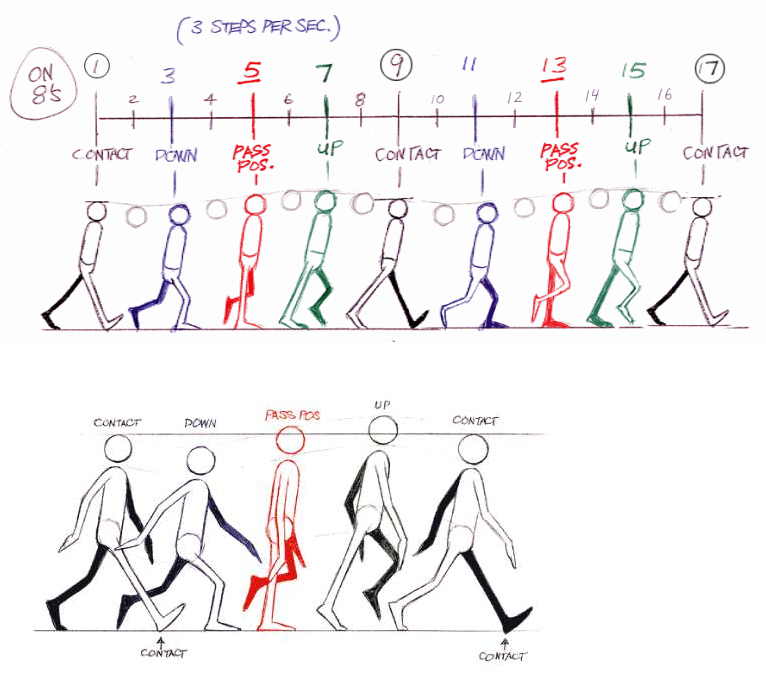 (3 STEPS PER SEC.)
ON 8's
1 3 5 7 9 11 13 15 17
2 4 6 8 10 12 14 16
CONTACT DOWN PASS POS. UP CONTACT DOWN PASS POS. UP CONTACT
CONTACT DOWN PASS POS UP CONTACT
CONTACT CONTACT